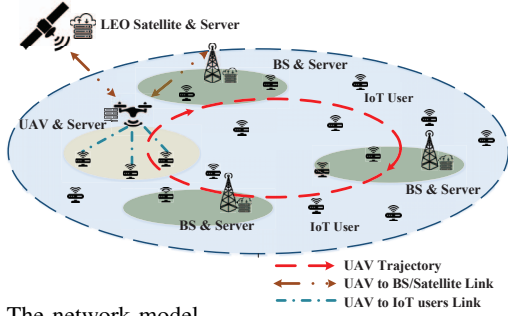 LEO Satellite & Server
BS & Server
IoT User
UAV & Server
BS & Server
BS & Server
IoT User
UAV Trajectory
UAV to BS/Satellite Link
UAV to IoT users Link
The network model